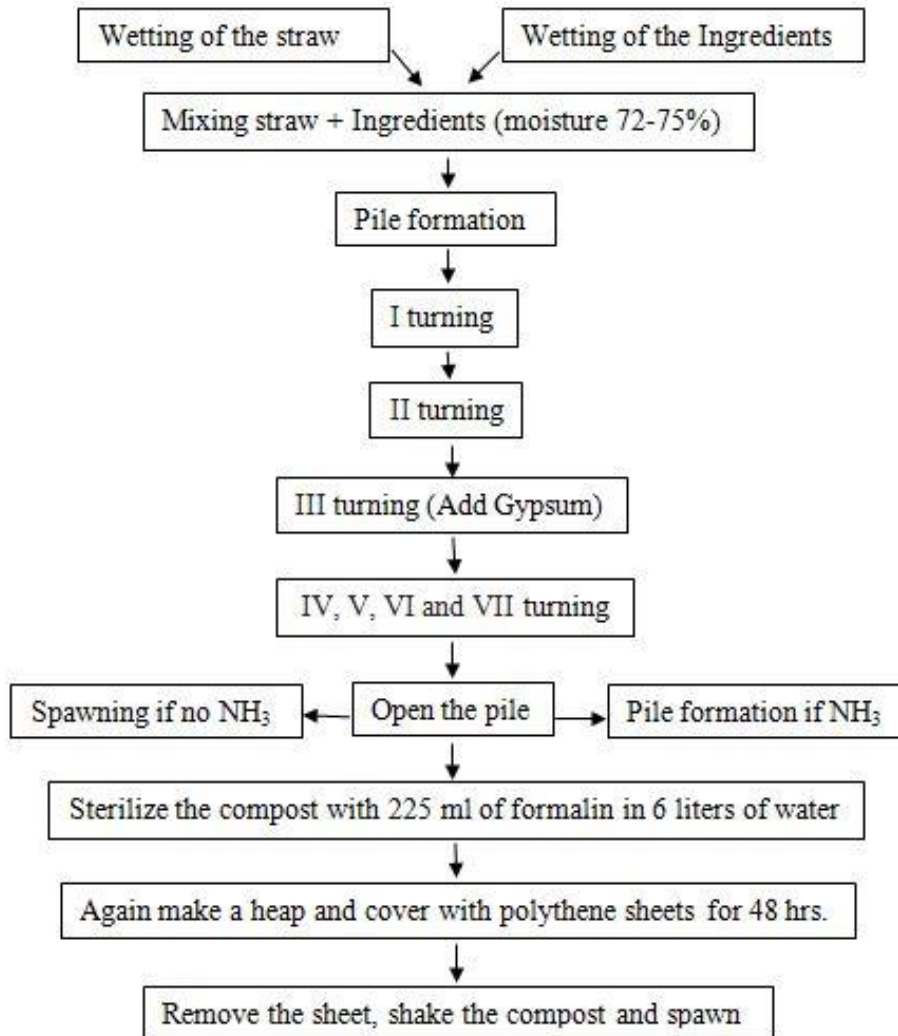 Wetting of the straw
Wetting of the Ingredients
Mixing straw + Ingredients (moisture 72-75%)
Pile formation
I turning
II turning
III turning (Add Gypsum)
IV, V, VI and VII turning
Spawning if no NH₃
Open the pile
Pile formation if NH₃
Sterilize the compost with 225 ml of formalin in 6 liters of water
Again make a heap and cover with polythene sheets for 48 hrs.
Remove the sheet, shake the compost and spawn